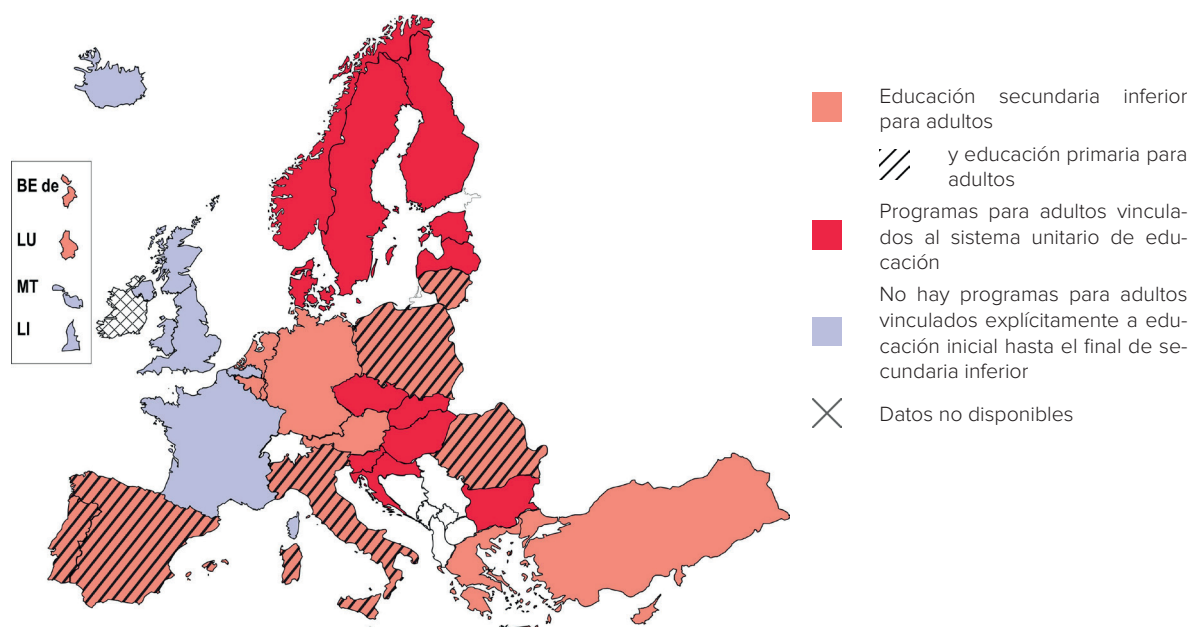 BE de
LU
MT
LI
Educación secundaria inferior
para adultos
y educación primaria para
adultos
Programas para adultos vincula-
dos al sistema unitario de edu-
cación
No hay programas para adultos
vinculados explícitamente a edu-
cación inicial hasta el final de se-
cundaria inferior
Datos no disponibles